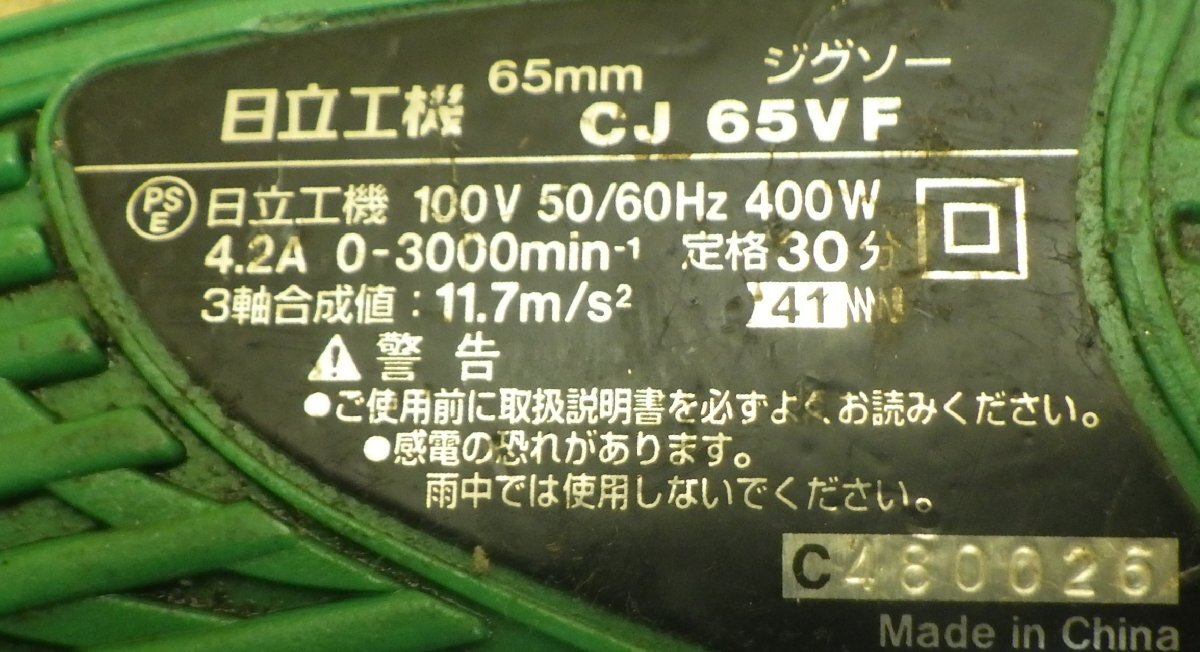 65mm ジグソー
日立工機 CJ 65VF
PSE 日立工機 100V 50/60Hz 400W
4.2A 0-3000min-1 定格30分
3軸合成値：11.7m/s²
41
警告
●ご使用前に取扱説明書を必ずよく、お読みください。
●感電の恐れがあります。
雨中では使用しないでください。
C480026
Made in China